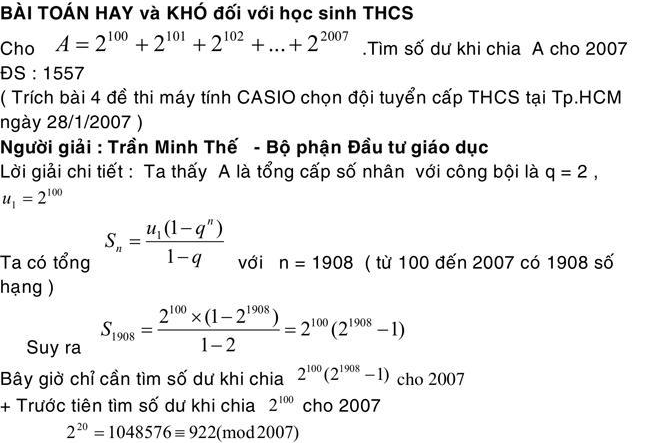 BÀI TOÁN HAY và KHÓ đối với học sinh THCS
Cho A = 2^100 + 2^101 + 2^102 + ... + 2^2007 .Tìm số dư khi chia A cho 2007
ĐS : 1557
( Trích bài 4 đề thi máy tính CASIO chọn đội tuyển cấp THCS tại Tp.HCM
ngày 28/1/2007 )
Người giải : Trần Minh Thế - Bộ phận Đầu tư giáo dục
Lời giải chi tiết : Ta thấy A là tổng cấp số nhân với công bội là q = 2 ,
u_1 = 2^100
Ta có tổng S_n = u_1(1-q^n) / (1-q) với n = 1908 ( từ 100 đến 2007 có 1908 số
hạng )
Suy ra S_1908 = 2^100 × (1-2^1908) / (1-2) = 2^100(2^1908 -1)
Bây giờ chỉ cần tìm số dư khi chia 2^100(2^1908 -1) cho 2007
+ Trước tiên tìm số dư khi chia 2^100 cho 2007
2^20 = 1048576 ≡ 922(mod 2007)